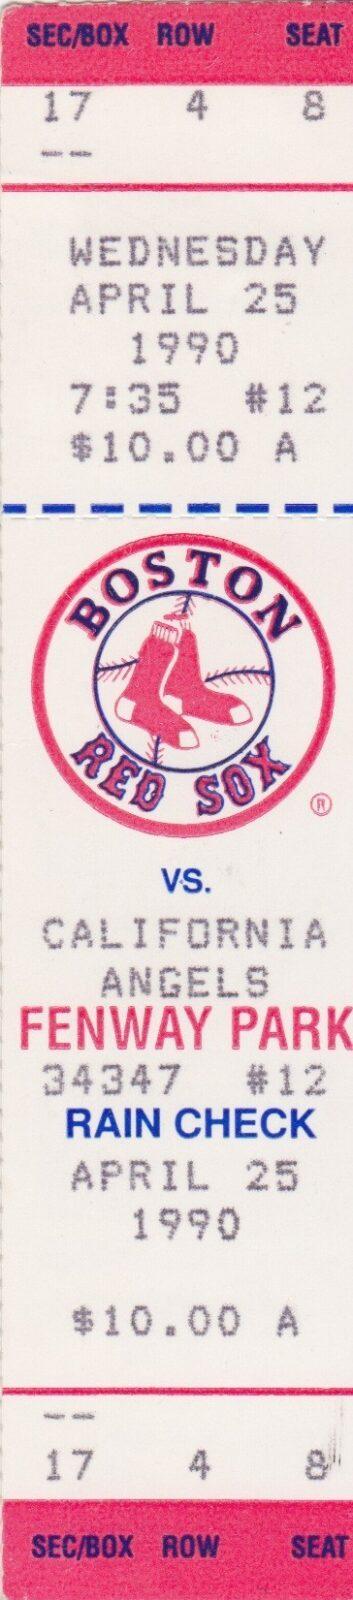 SEC/BOX ROW SEAT
17 4 8
--
WEDNESDAY
APRIL 25
1990
7:35 #12
$10.00 A
BOSTON
RED SOX
®
VS.
CALIFORNIA
ANGELS
FENWAY PARK
34347 #12
RAIN CHECK
APRIL 25
1990
$10.00 A
--
17 4 8
SEC/BOX ROW SEAT